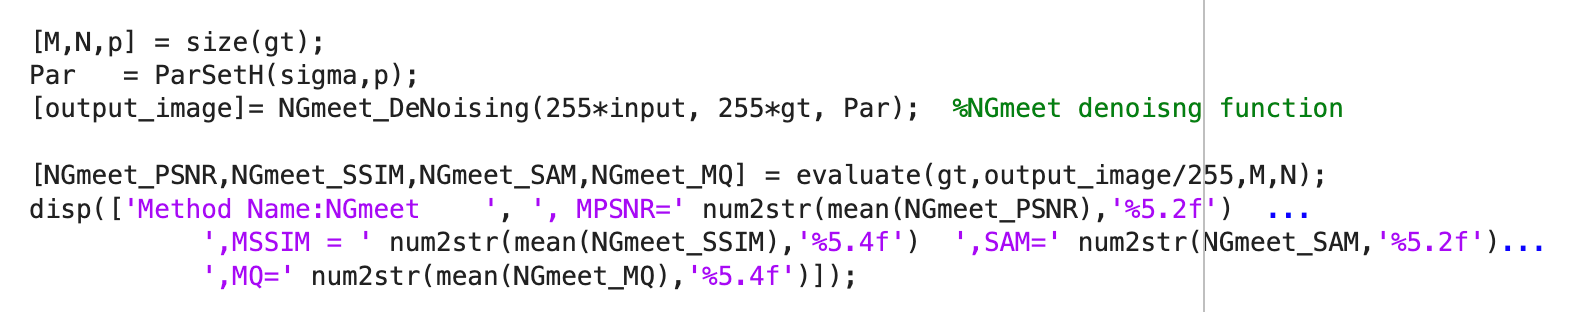 [M,N,p] = size(gt);
Par   = ParSetH(sigma,p);
[output_image]= NGmeet_DeNoising(255*input, 255*gt, Par);  %NGmeet denoisng function
[NGmeet_PSNR,NGmeet_SSIM,NGmeet_SAM,NGmeet_MQ] = evaluate(gt,output_image/255,M,N);
disp(['Method Name:NGmeet    ', ', MPSNR=' num2str(mean(NGmeet_PSNR),'%5.2f')  ...
           ',MSSIM = ' num2str(mean(NGmeet_SSIM),'%5.4f')  ',SAM=' num2str(NGmeet_SAM,'%5.2f')...
           ',MQ=' num2str(mean(NGmeet_MQ),'%5.4f')]);